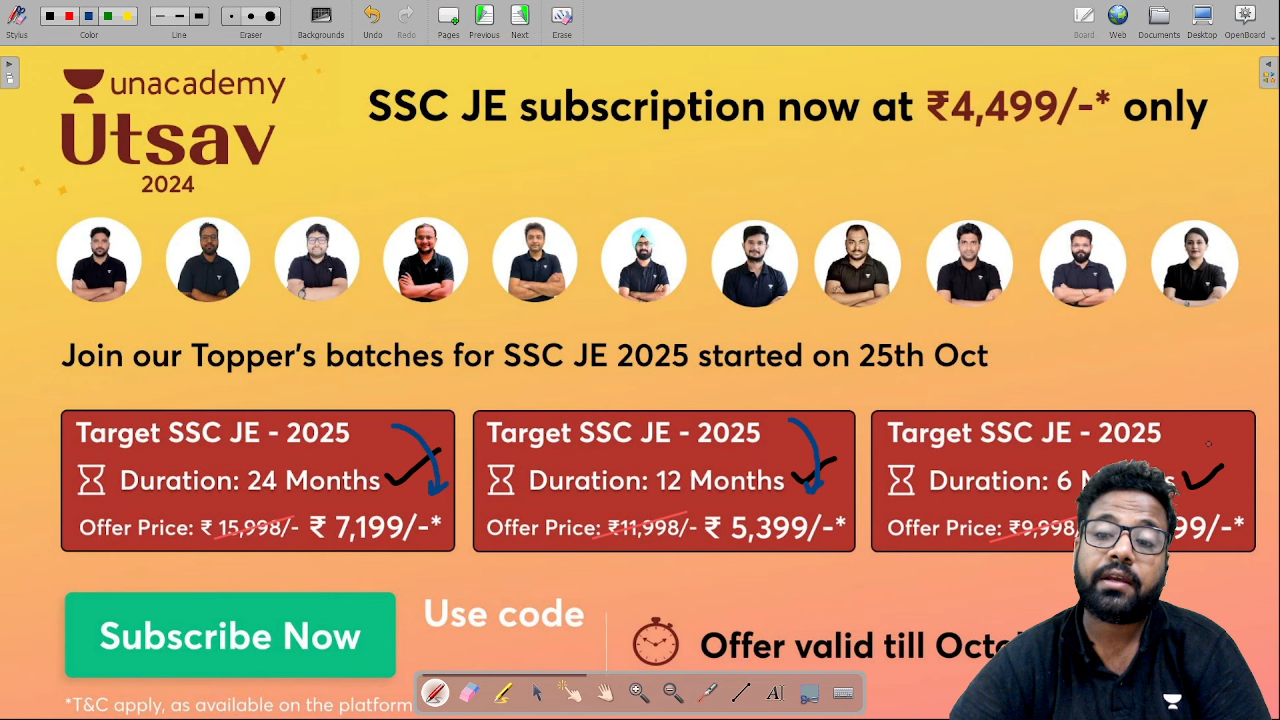 Stylus
Color
Line
Eraser
Backgrounds
Undo
Redo
Pages
Previous
Next
Erase
Board
Web
Documents
Desktop
OpenBoard
unacademy
Utsav
2024
SSC JE subscription now at ₹4,499/-* only
Join our Topper's batches for SSC JE 2025 started on 25th Oct
Target SSC JE - 2025
Duration: 24 Months
Offer Price: ₹ 15,998/- ₹ 7,199/-*
Target SSC JE - 2025
Duration: 12 Months
Offer Price: ₹11,998/- ₹ 5,399/-*
Target SSC JE - 2025
Duration: 6
Offer Price: ₹9,998 99/-*
Subscribe Now
Use code
Offer valid till
*T&C apply, as available on the platform